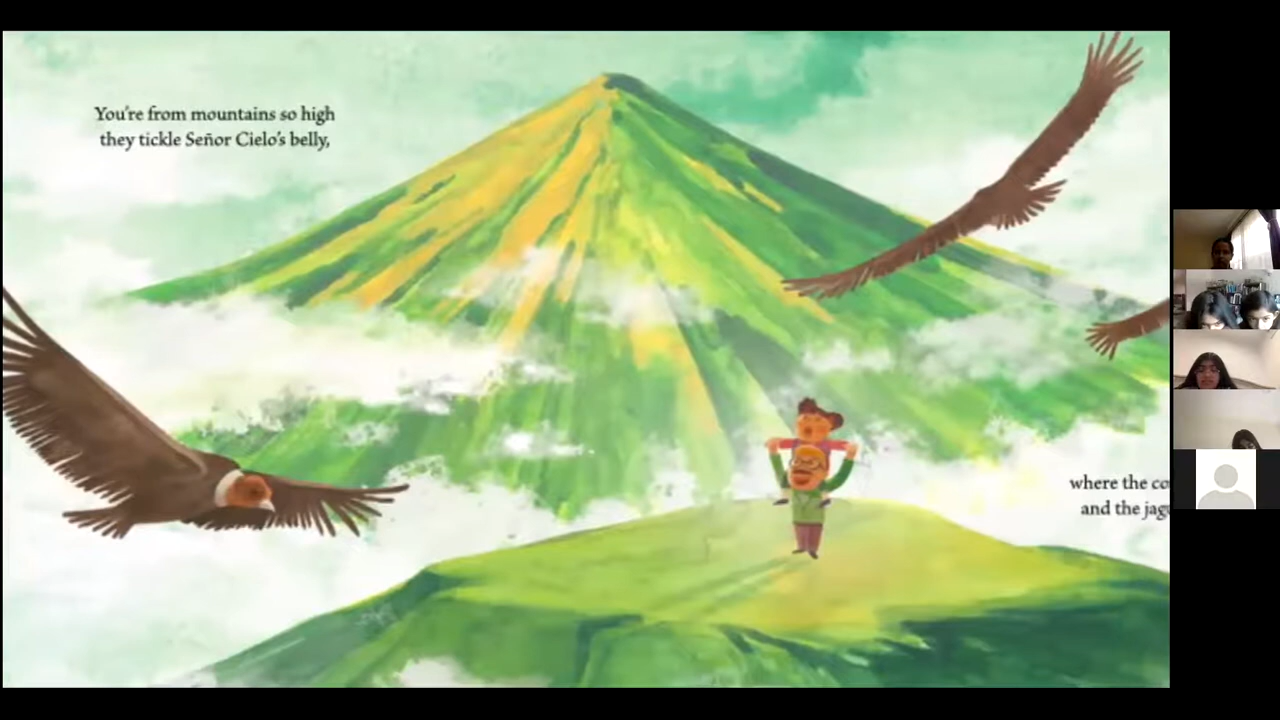 You're from mountains so high
they tickle Señor Cielo's belly,
where the
and the